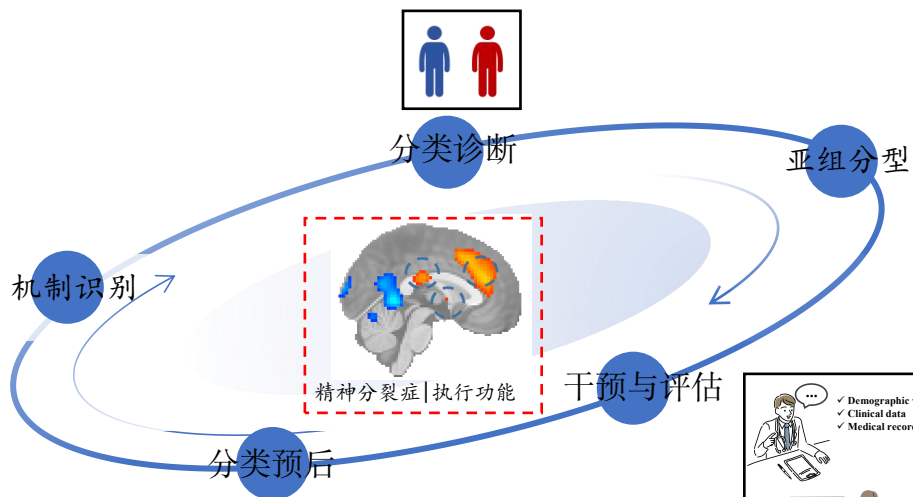 分类诊断
亚组分型
机制识别
精神分裂症|执行功能
干预与评估
...
✓ Demographic
✓ Clinical data
✓ Medical record
分类预后